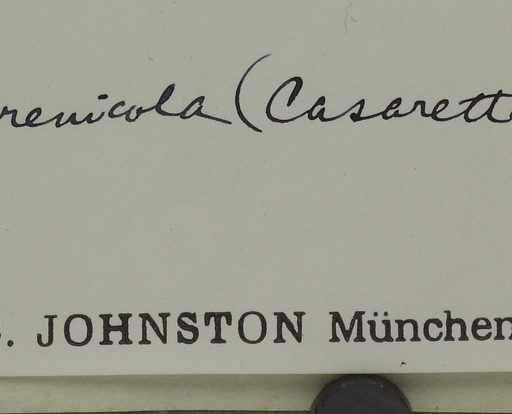 renicola (Casarett
. JOHNSTON München